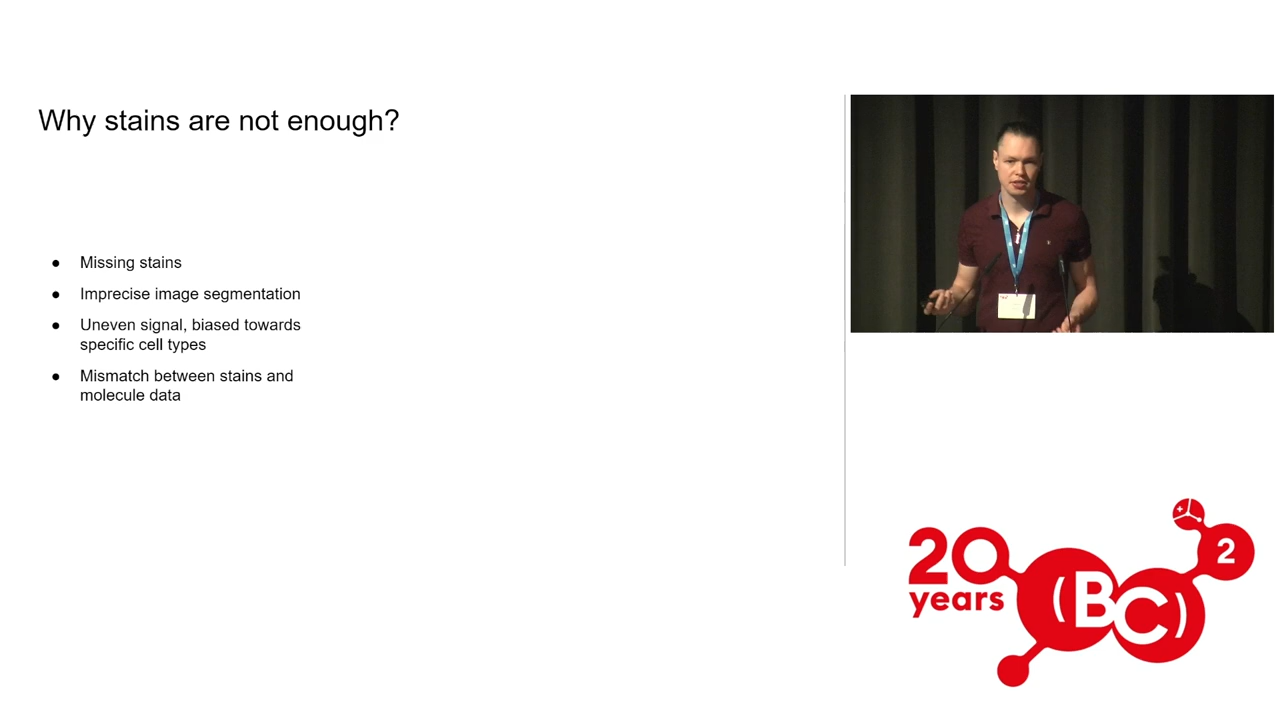 Why stains are not enough?
● Missing stains
● Imprecise image segmentation
● Uneven signal, biased towards
specific cell types
● Mismatch between stains and
molecule data
20
years
(BC)
2